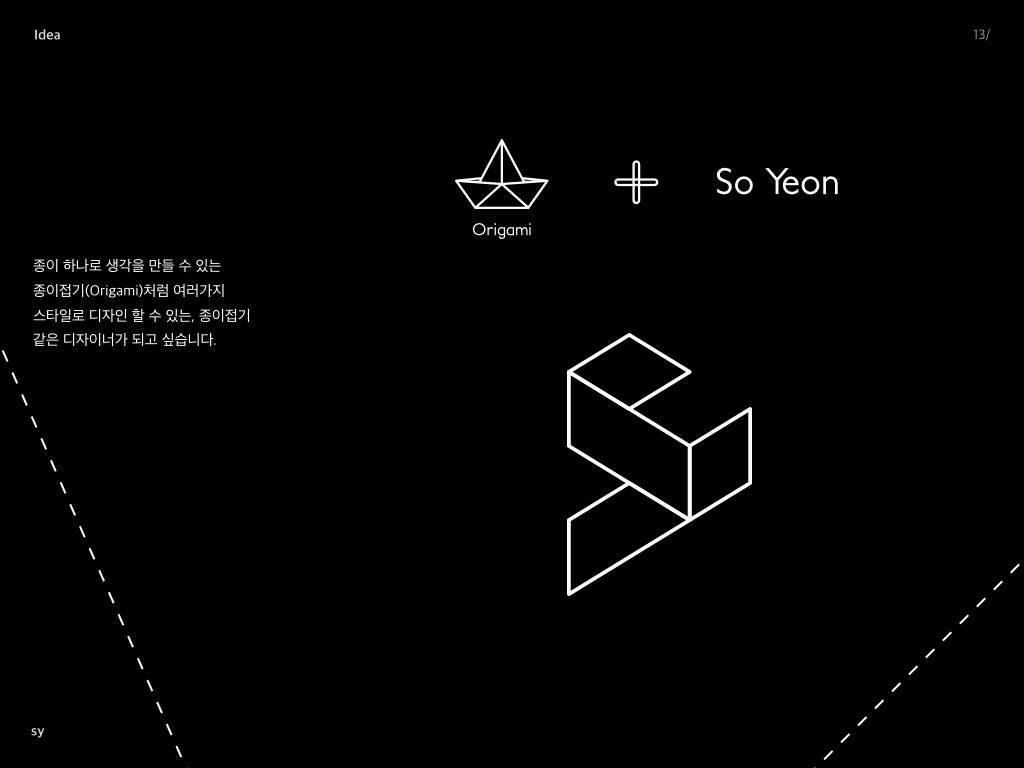 Idea
13/
So Yeon
Origami
종이 하나로 생각을 만들 수 있는
종이접기(Origami)처럼 여러가지
스타일로 디자인 할 수 있는, 종이접기
같은 디자이너가 되고 싶습니다.
sy